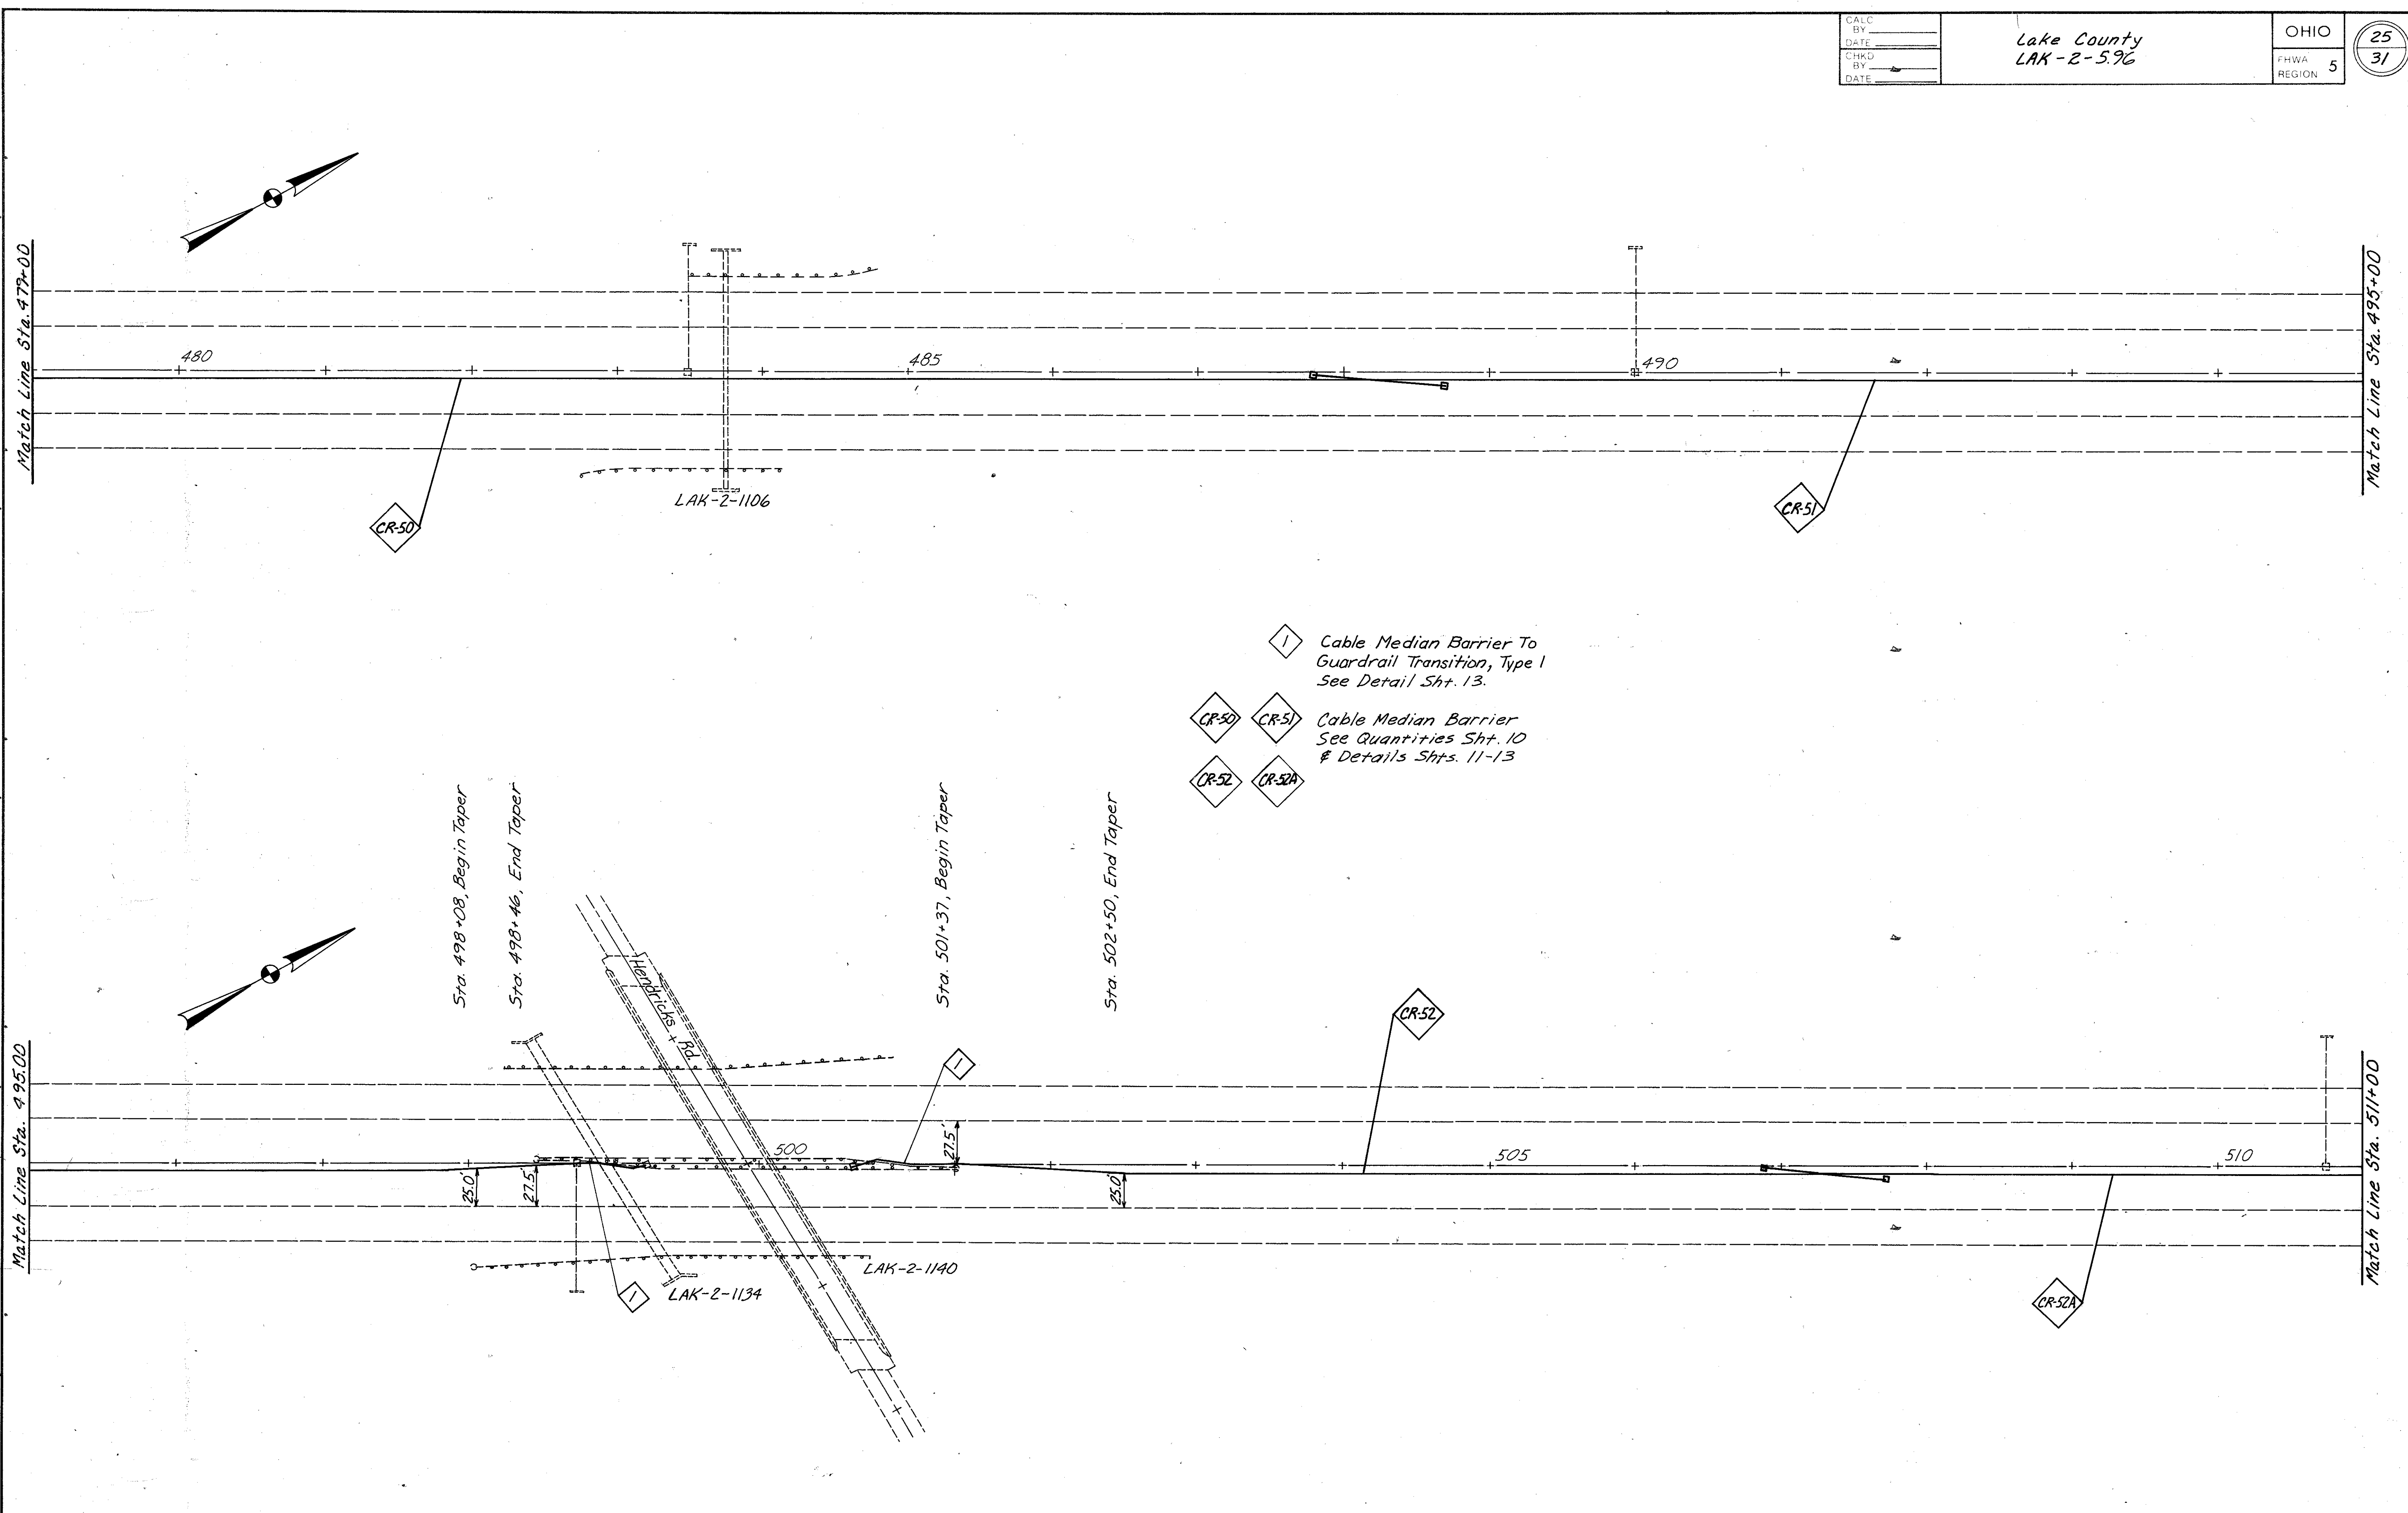 CALC
BY
DATE
CHKD
BY
DATE
Lake County
LAK-2-5.96
OHIO
FHWA
REGION 5
25
31
Match Line Sta. 479+00
480
485
490
Match Line Sta. 495+00
CR-50
LAK-2-1106
CR-51
1 Cable Median Barrier To
Guardrail Transition, Type 1
See Detail Sht. 13.
CR-50 CR-51 Cable Median Barrier
See Quantities Sht. 10
& Details Shts. 11-13
CR-52 CR-52A
Sta. 498+08, Begin Taper
Sta. 498+46, End Taper
Sta. 501+37, Begin Taper
Sta. 502+50, End Taper
Hendricks Rd.
CR-52
1
Match Line Sta. 495.00
25.0'
27.5'
500
27.5'
25.0'
505
510
Match Line Sta. 511+00
1
LAK-2-1134
LAK-2-1140
CR-52A